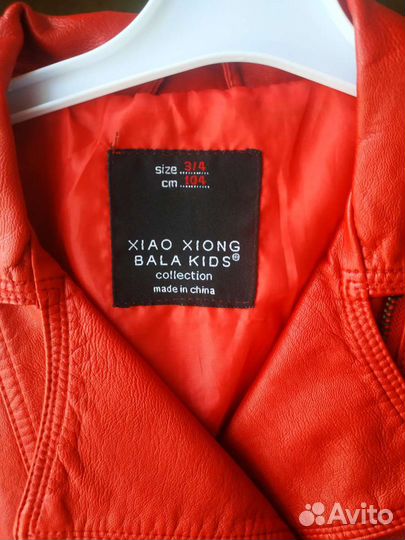 size 3/4
cm 104
XIAO XIONG
BALA KIDS®
collection
made in china
Avito